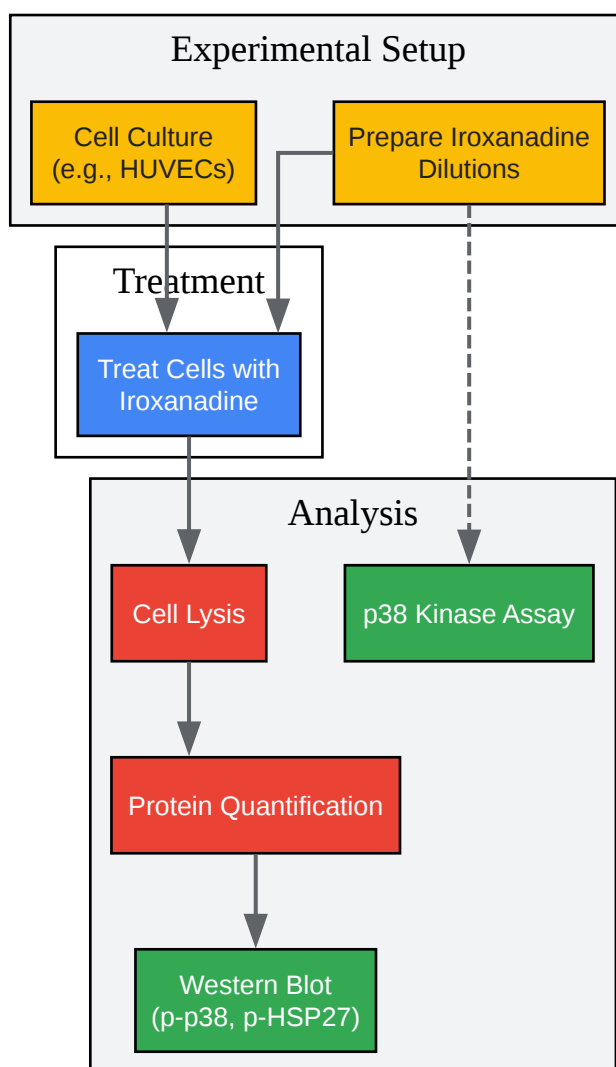 Experimental Setup
Cell Culture
(e.g., HUVECs)
Prepare Iroxanadine
Dilutions
Treatment
Treat Cells with
Iroxanadine
Analysis
Cell Lysis
p38 Kinase Assay
Protein Quantification
Western Blot
(p-p38, p-HSP27)